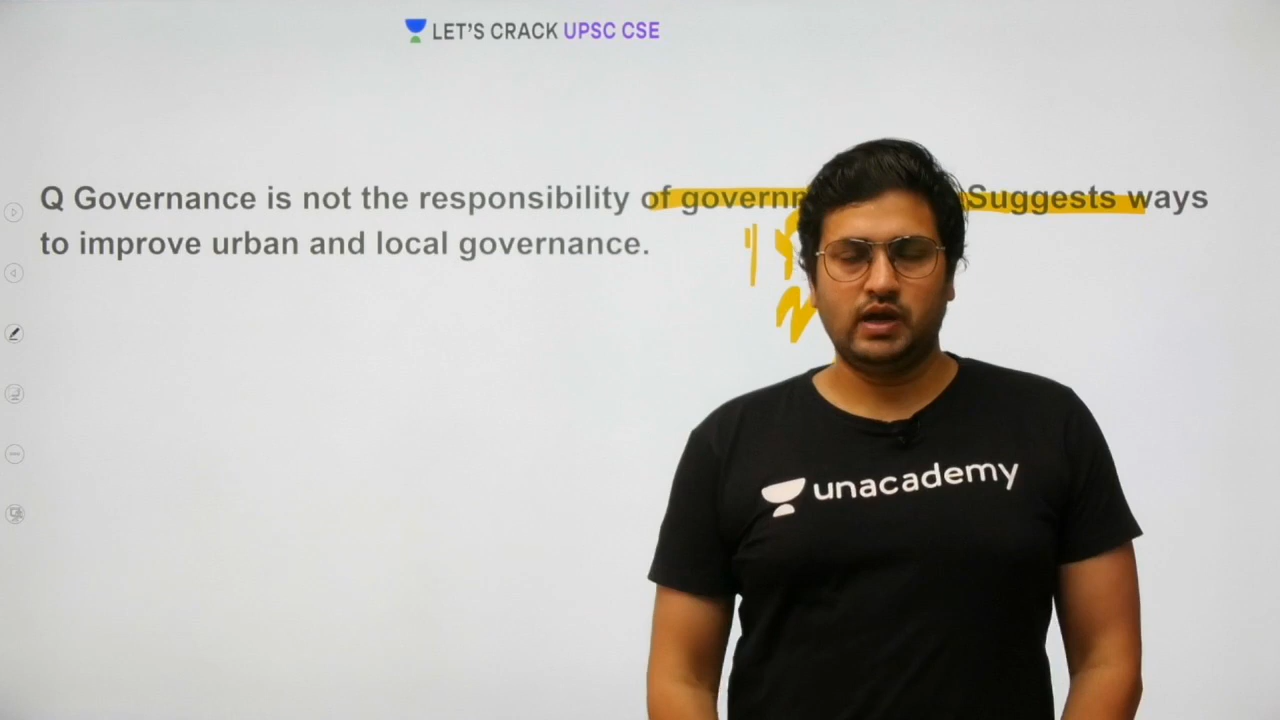 LET'S CRACK UPSC CSE
Q Governance is not the responsibility of Suggests ways
to improve urban and local governance.
unacademy